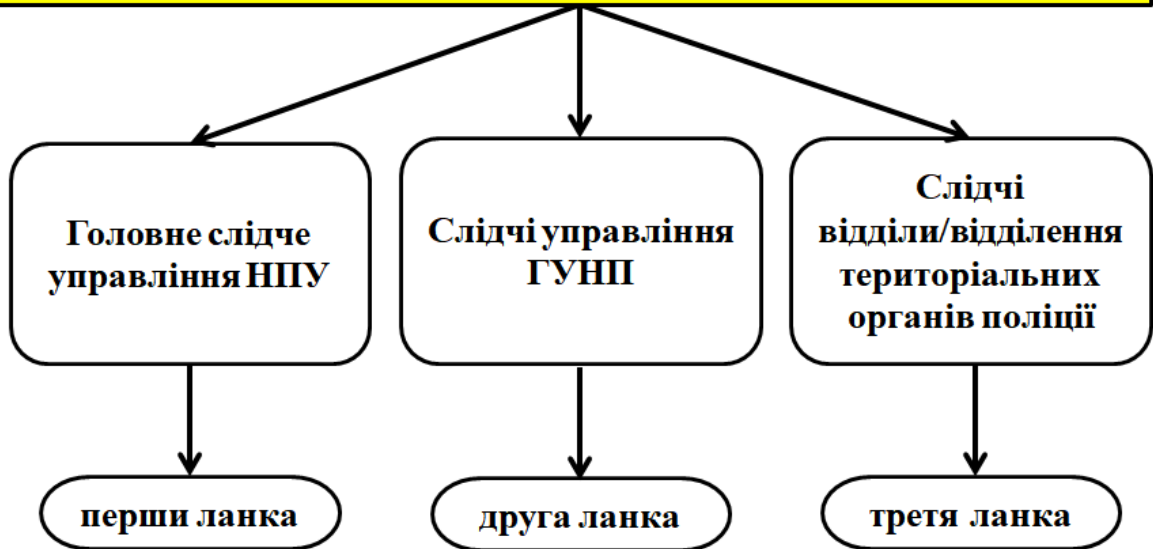 Головне слідче
управління НПУ
Слідчі управління
ГУНП
Слідчі
відділи/відділення
територіальних
органів поліції
перши ланка
друга ланка
третя ланка